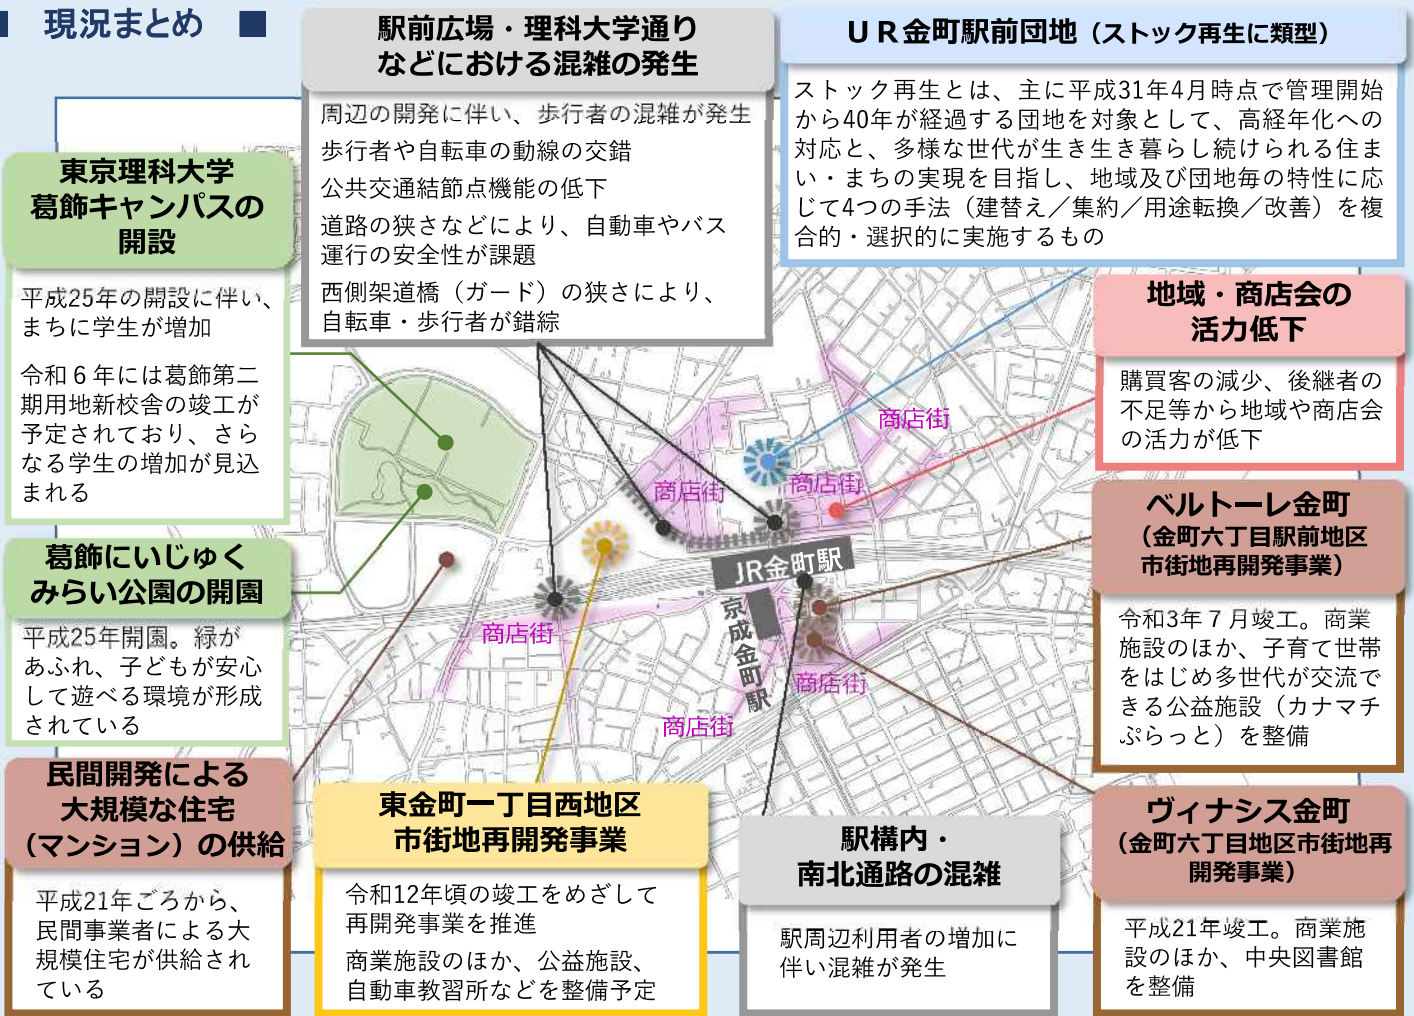 ■ 現況まとめ ■
駅前広場・理科大学通り
などにおける混雑の発生
周辺の開発に伴い、歩行者の混雑が発生
歩行者や自転車の動線の交錯
公共交通結節点機能の低下
道路の狭さなどにより、自動車やバス
運行の安全性が課題
西側架道橋（ガード）の狭さにより、
自転車・歩行者が錯綜
ＵＲ金町駅前団地（ストック再生に類型）
ストック再生とは、主に平成31年4月時点で管理開始
から40年が経過する団地を対象として、高経年化への
対応と、多様な世代が生き生き暮らし続けられる住ま
い・まちの実現を目指し、地域及び団地毎の特性に応
じて4つの手法（建替え／集約／用途転換／改善）を複
合的・選択的に実施するもの
東京理科大学
葛飾キャンパスの
開設
平成25年の開設に伴い、
まちに学生が増加
令和６年には葛飾第二
期用地新校舎の竣工が
予定されており、さら
なる学生の増加が見込
まれる
地域・商店会の
活力低下
購買客の減少、後継者の
不足等から地域や商店会
の活力が低下
商店街
商店街
商店街
JR金町駅
京成金町駅
商店街
商店街
商店街
ベルトーレ金町
（金町六丁目駅前地区
市街地再開発事業）
令和3年７月竣工。商業
施設のほか、子育て世帯
をはじめ多世代が交流で
きる公益施設（カナマチ
ぷらっと）を整備
葛飾にいじゅく
みらい公園の開園
平成25年開園。緑が
あふれ、子どもが安心
して遊べる環境が形成
されている
民間開発による
大規模な住宅
（マンション）の供給
平成21年ごろから、
民間事業者による大
規模住宅が供給され
ている
東金町一丁目西地区
市街地再開発事業
令和12年頃の竣工をめざして
再開発事業を推進
商業施設のほか、公益施設、
自動車教習所などを整備予定
駅構内・
南北通路の混雑
駅周辺利用者の増加に
伴い混雑が発生
ヴィナシス金町
（金町六丁目地区市街地再
開発事業）
平成21年竣工。商業施
設のほか、中央図書館
を整備